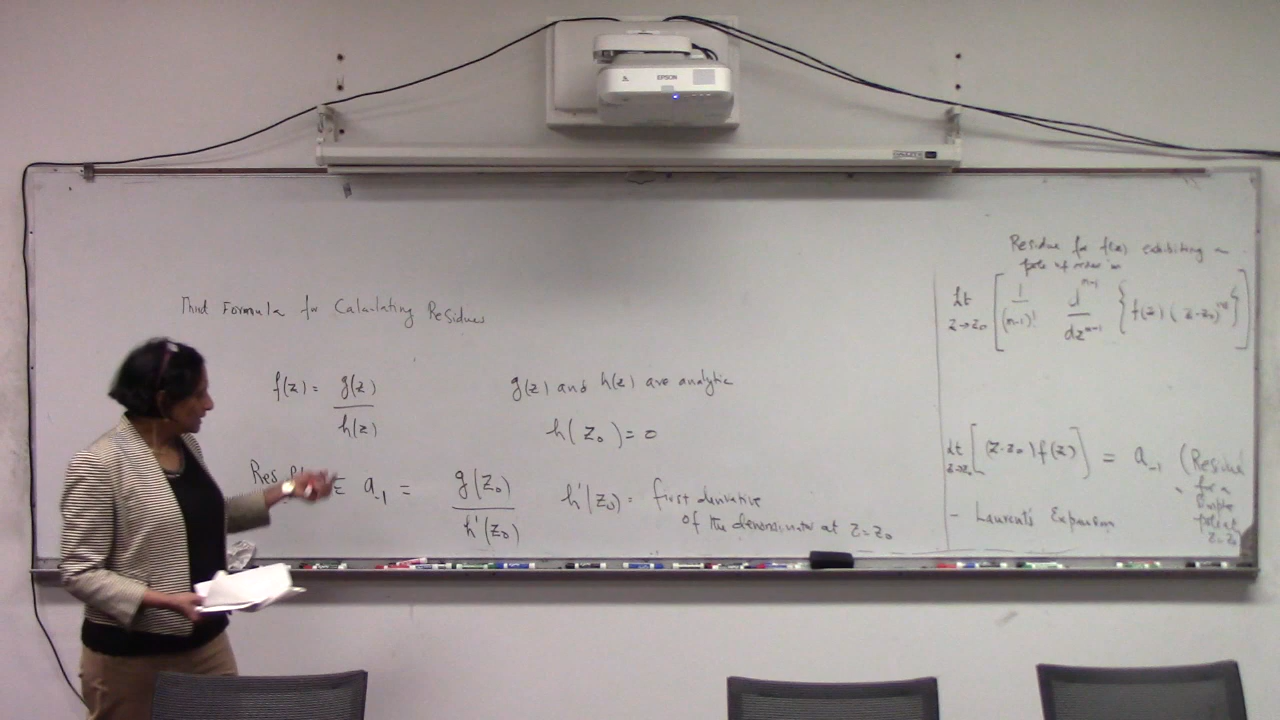 EPSON
Third Formula for Calculating Residues
f(z) = g(z) / h(z)
g(z) and h(z) are analytic
h(z₀) = 0
Res a₋₁ = g(z₀) / h'(z₀)
h'(z₀) = first derivative
of the denominator at z = z₀
Residue for f(z) exhibiting a
pole of order m
Lt z→z₀ [ 1/(m-1)! d^(m-1)/dz^(m-1) { f(z) (z-z₀)^m } ]
Lt z→z₀ [ (z-z₀) f(z) ] = a₋₁ (Residue
for a
simple
pole at
z=z₀
- Laurent's Expansion